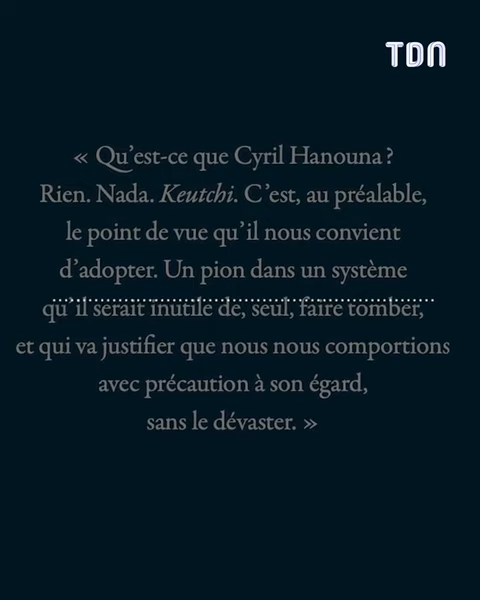 TDN
« Qu’est-ce que Cyril Hanouna ?
Rien. Nada. Keutchi. C’est, au préalable,
le point de vue qu’il nous convient
d’adopter. Un pion dans un système
qu’il serait inutile de, seul, faire tomber,
et qui va justifier que nous nous comportions
avec précaution à son égard,
sans le dévaster. »